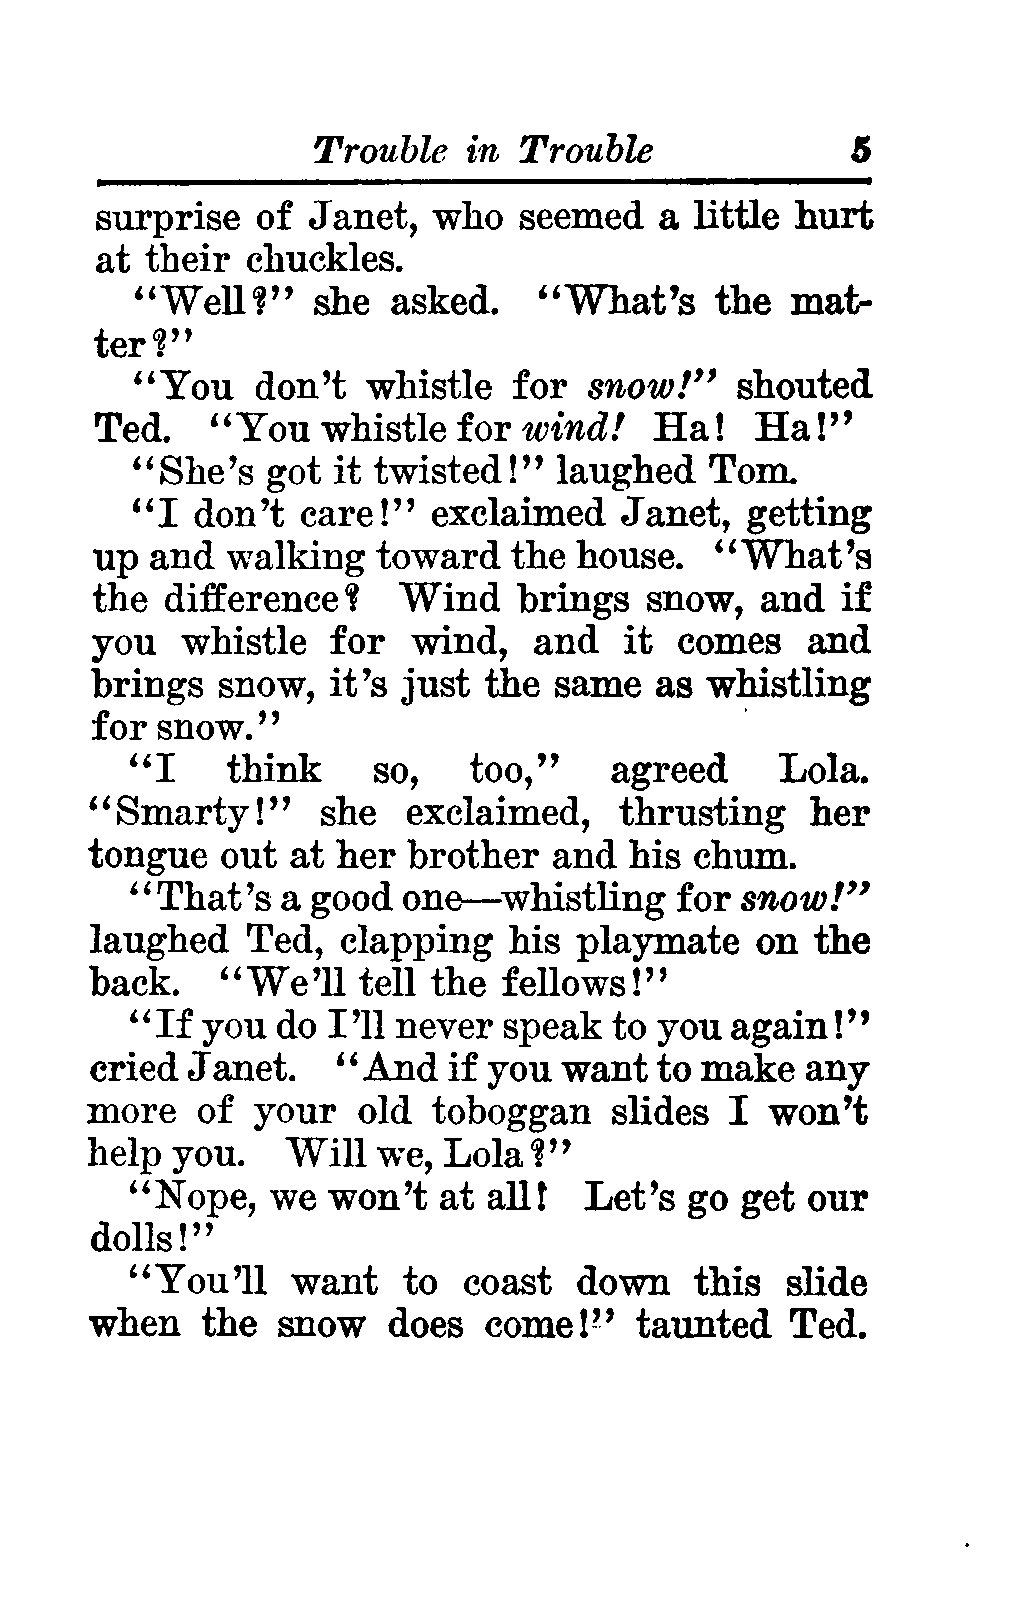 Trouble in Trouble 5
surprise of Janet, who seemed a little hurt
at their chuckles.
“Well?” she asked. “What’s the mat-
ter?”
“You don’t whistle for snow!” shouted
Ted. “You whistle for wind! Ha! Ha!”
“She’s got it twisted!” laughed Tom.
“I don’t care!” exclaimed Janet, getting
up and walking toward the house. “What’s
the difference? Wind brings snow, and if
you whistle for wind, and it comes and
brings snow, it’s just the same as whistling
for snow.”
“I think so, too,” agreed Lola.
“Smarty!” she exclaimed, thrusting her
tongue out at her brother and his chum.
“That’s a good one—whistling for snow!”
laughed Ted, clapping his playmate on the
back. “We’ll tell the fellows!”
“If you do I’ll never speak to you again!”
cried Janet. “And if you want to make any
more of your old toboggan slides I won’t
help you. Will we, Lola?”
“Nope, we won’t at all! Let’s go get our
dolls!”
“You’ll want to coast down this slide
when the snow does come!” taunted Ted.